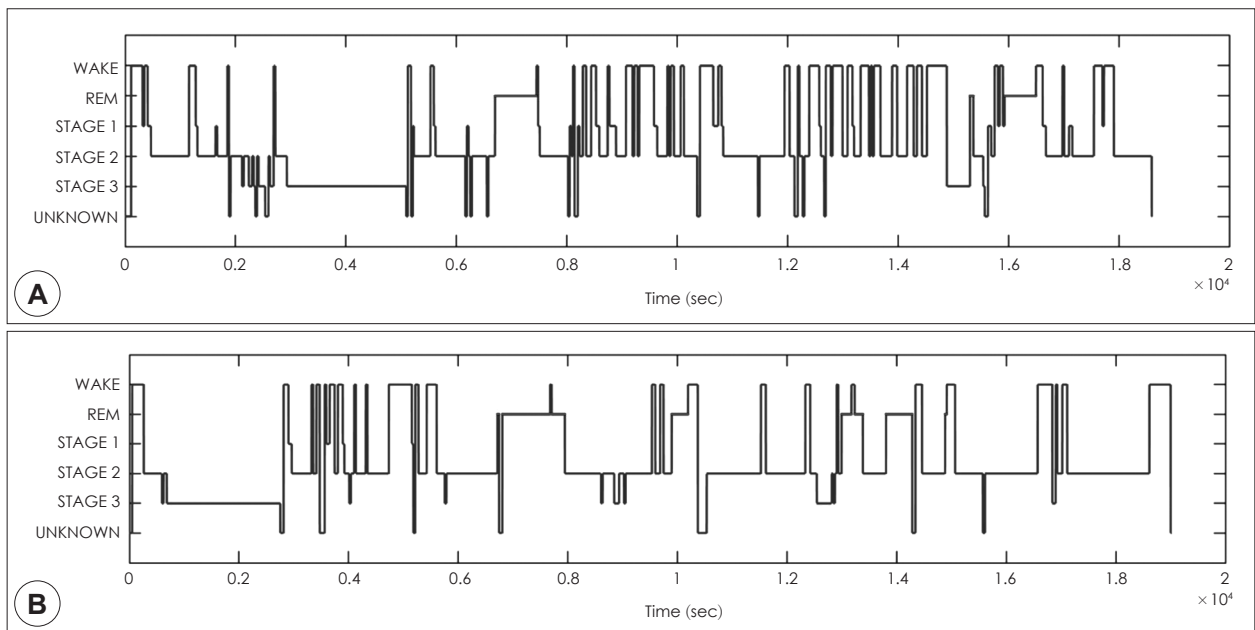 WAKE
REM
STAGE 1
STAGE 2
STAGE 3
UNKNOWN
0 0.2 0.4 0.6 0.8 1 1.2 1.4 1.6 1.8 2
× 10⁴
Time (sec)
A
WAKE
REM
STAGE 1
STAGE 2
STAGE 3
UNKNOWN
0 0.2 0.4 0.6 0.8 1 1.2 1.4 1.6 1.8 2
× 10⁴
Time (sec)
B